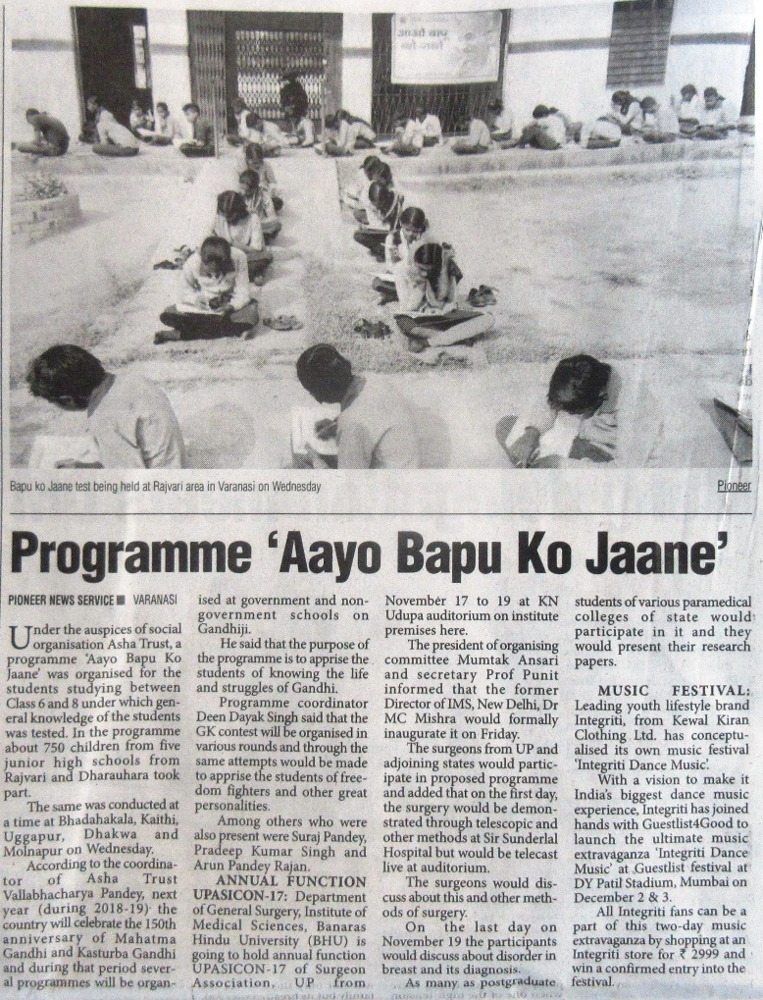 Bapu ko Jaane test being held at Rajvari area in Varanasi on Wednesday
Pioneer
Programme ‘Aayo Bapu Ko Jaane’
PIONEER NEWS SERVICE ■ VARANASI
Under the auspices of social
organisation Asha Trust, a
programme ‘Aayo Bapu Ko
Jaane’ was organised for the
students studying between
Class 6 and 8 under which gen-
eral knowledge of the students
was tested. In the programme
about 750 children from five
junior high schools from
Rajvari and Dharauhara took
part.
The same was conducted at
a time at Bhadahakala, Kaithi,
Uggapur, Dhakwa and
Molnapur on Wednesday.
According to the coordina-
tor of Asha Trust
Vallabhacharya Pandey, next
year (during 2018-19) the
country will celebrate the 150th
anniversary of Mahatma
Gandhi and Kasturba Gandhi
and during that period sever-
al programmes will be organ-
ised at government and non-
government schools on
Gandhiji.
He said that the purpose of
the programme is to apprise the
students of knowing the life
and struggles of Gandhi.
Programme coordinator
Deen Dayak Singh said that the
GK contest will be organised in
various rounds and through the
same attempts would be made
to apprise the students of free-
dom fighters and other great
personalities.
Among others who were
also present were Suraj Pandey,
Pradeep Kumar Singh and
Arun Pandey Rajan.
ANNUAL FUNCTION
UPASICON-17: Department
of General Surgery, Institute of
Medical Sciences, Banaras
Hindu University (BHU) is
going to hold annual function
UPASICON-17 of Surgeon
Association, UP from
November 17 to 19 at KN
Udupa auditorium on institute
premises here.
The president of organising
committee Mumtak Ansari
and secretary Prof Punit
informed that the former
Director of IMS, New Delhi, Dr
MC Mishra would formally
inaugurate it on Friday.
The surgeons from UP and
adjoining states would partic-
ipate in proposed programme
and added that on the first day,
the surgery would be demon-
strated through telescopic and
other methods at Sir Sunderlal
Hospital but would be telecast
live at auditorium.
The surgeons would dis-
cuss about this and other meth-
ods of surgery.
On the last day on
November 19 the participants
would discuss about disorder in
breast and its diagnosis.
As many as postgraduate
students of various paramedical
colleges of state would
participate in it and they
would present their research
papers.
MUSIC FESTIVAL:
Leading youth lifestyle brand
Integriti, from Kewal Kiran
Clothing Ltd. has conceptu-
alised its own music festival
‘Integriti Dance Music’.
With a vision to make it
India’s biggest dance music
experience, Integriti has joined
hands with Guestlist4Good to
launch the ultimate music
extravaganza ‘Integriti Dance
Music’ at Guestlist festival at
DY Patil Stadium, Mumbai on
December 2 & 3.
All Integriti fans can be a
part of this two-day music
extravaganza by shopping at an
Integriti store for ₹ 2999 and
win a confirmed entry into the
festival.